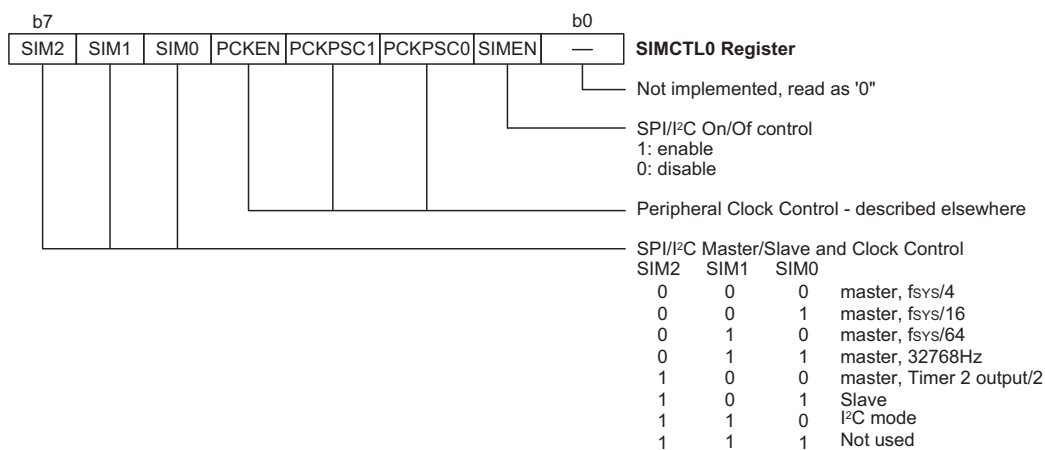 b7 b0
SIM2 SIM1 SIM0 PCKEN PCKPSC1 PCKPSC0 SIMEN — SIMCTL0 Register
Not implemented, read as '0"
SPI/I²C On/Of control
1: enable
0: disable
Peripheral Clock Control - described elsewhere
SPI/I²C Master/Slave and Clock Control
SIM2 SIM1 SIM0
0 0 0 master, fSYS/4
0 0 1 master, fSYS/16
0 1 0 master, fSYS/64
0 1 1 master, 32768Hz
1 0 0 master, Timer 2 output/2
1 0 1 Slave
1 1 0 I²C mode
1 1 1 Not used